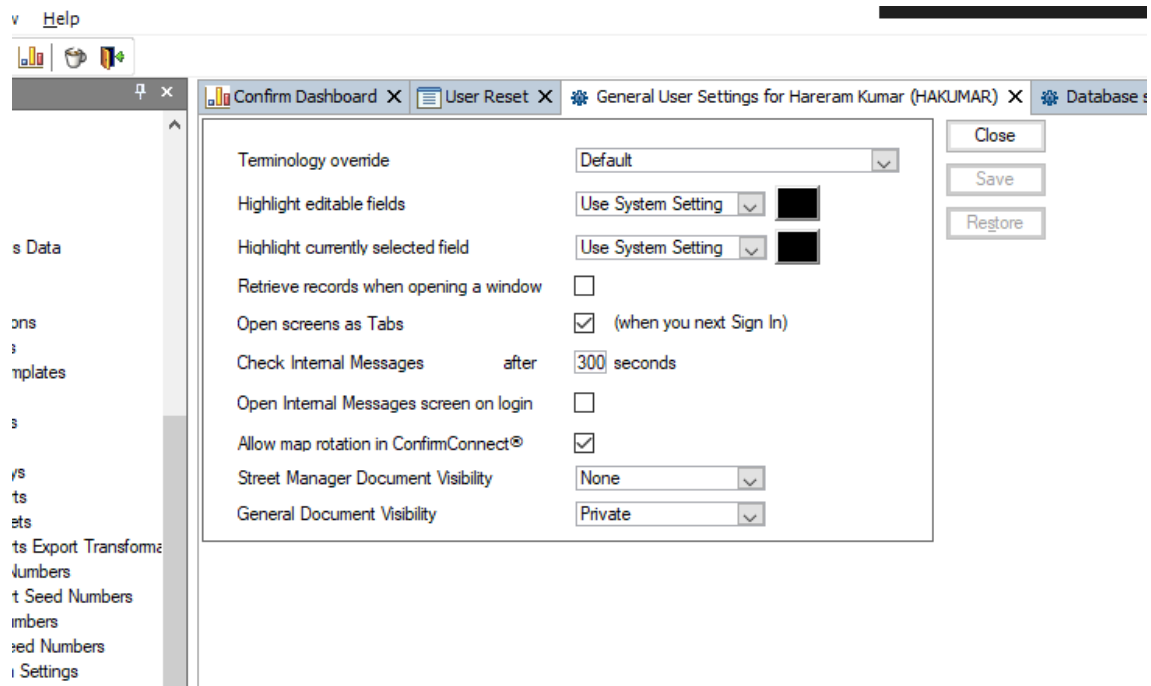 Help
Confirm Dashboard
User Reset
General User Settings for Hareram Kumar (HAKUMAR)
Database s
Terminology override
Default
Close
Highlight editable fields
Use System Setting
Save
Highlight currently selected field
Use System Setting
Restore
Retrieve records when opening a window
Open screens as Tabs
(when you next Sign In)
Check Internal Messages after 300 seconds
Open Internal Messages screen on login
Allow map rotation in ConfirmConnect®
Street Manager Document Visibility
None
General Document Visibility
Private
s Data
ons
s
mplates
s
ys
ts
ets
ts Export Transforma
Numbers
t Seed Numbers
umbers
eed Numbers
Settings